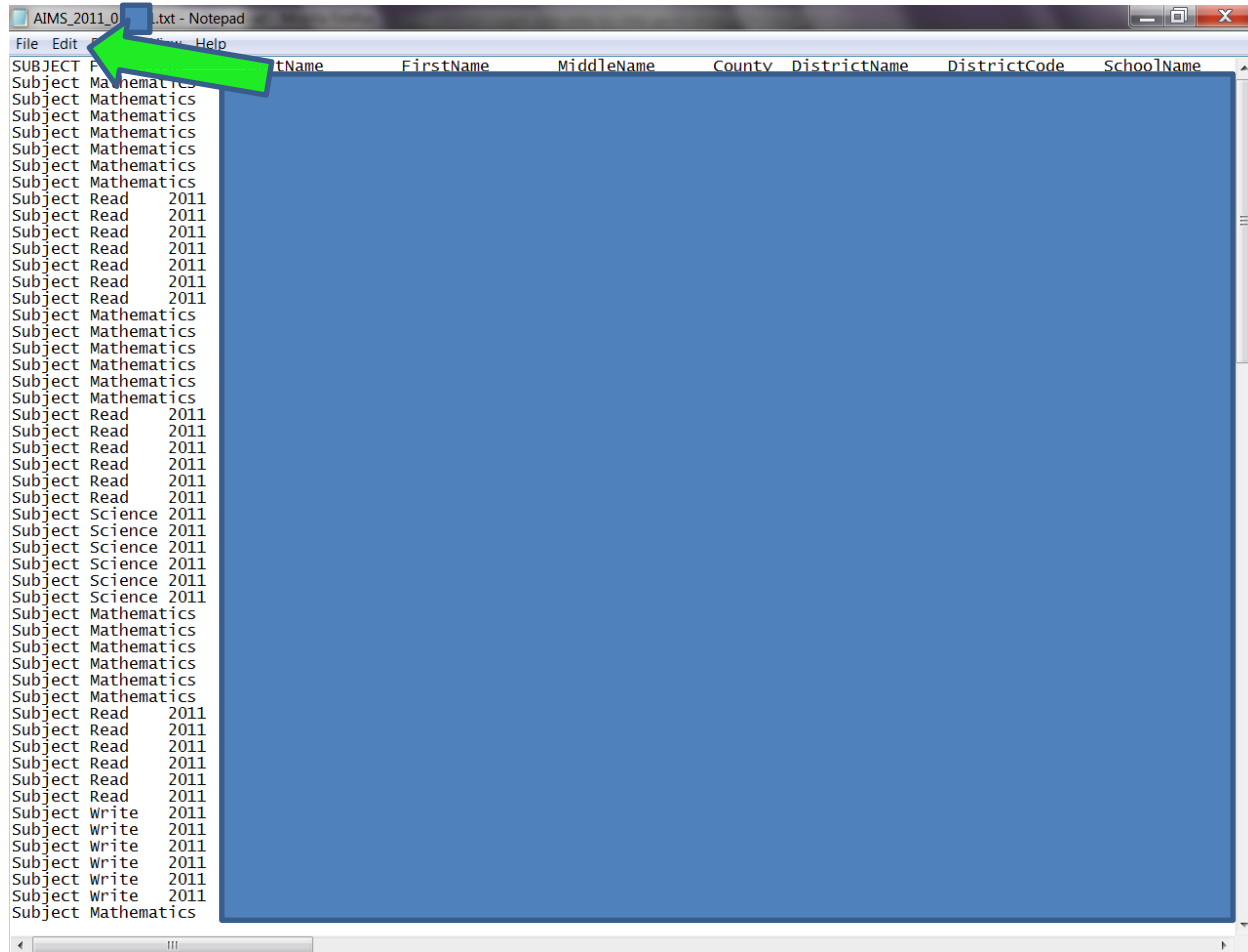 AIMS_2011_0 .txt - Notepad
File Edit View Help
SUBJECT FirstName MiddleName County DistrictName DistrictCode SchoolName
Subject Mathematics
Subject Mathematics
Subject Mathematics
Subject Mathematics
Subject Mathematics
Subject Mathematics
Subject Mathematics
Subject Read 2011
Subject Read 2011
Subject Read 2011
Subject Read 2011
Subject Read 2011
Subject Read 2011
Subject Read 2011
Subject Mathematics
Subject Mathematics
Subject Mathematics
Subject Mathematics
Subject Mathematics
Subject Mathematics
Subject Read 2011
Subject Read 2011
Subject Read 2011
Subject Read 2011
Subject Read 2011
Subject Read 2011
Subject Science 2011
Subject Science 2011
Subject Science 2011
Subject Science 2011
Subject Science 2011
Subject Science 2011
Subject Mathematics
Subject Mathematics
Subject Mathematics
Subject Mathematics
Subject Mathematics
Subject Mathematics
Subject Read 2011
Subject Read 2011
Subject Read 2011
Subject Read 2011
Subject Read 2011
Subject Read 2011
Subject Write 2011
Subject Write 2011
Subject Write 2011
Subject Write 2011
Subject Write 2011
Subject Write 2011
Subject Mathematics